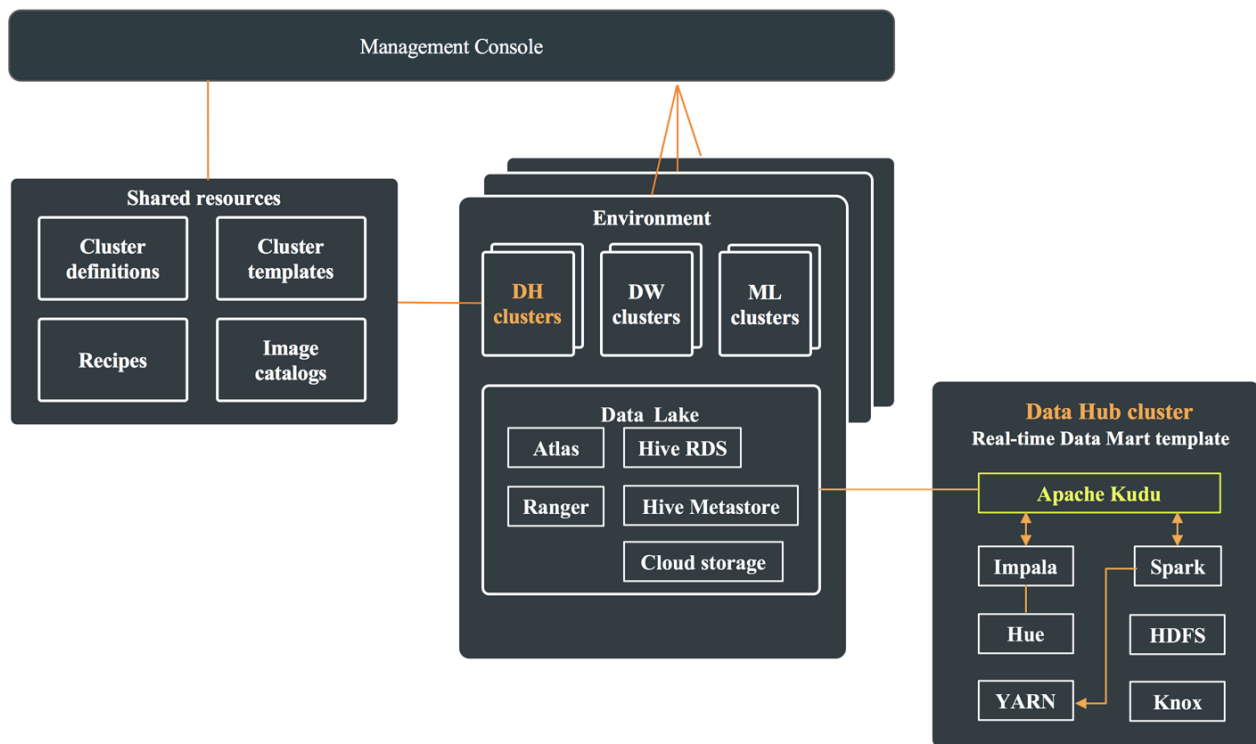 Management Console
Shared resources
Cluster
definitions
Cluster
templates
Recipes
Image
catalogs
Environment
DH
clusters
DW
clusters
ML
clusters
Data Lake
Atlas
Hive RDS
Ranger
Hive Metastore
Cloud storage
Data Hub cluster
Real-time Data Mart template
Apache Kudu
Impala
Spark
Hue
HDFS
YARN
Knox